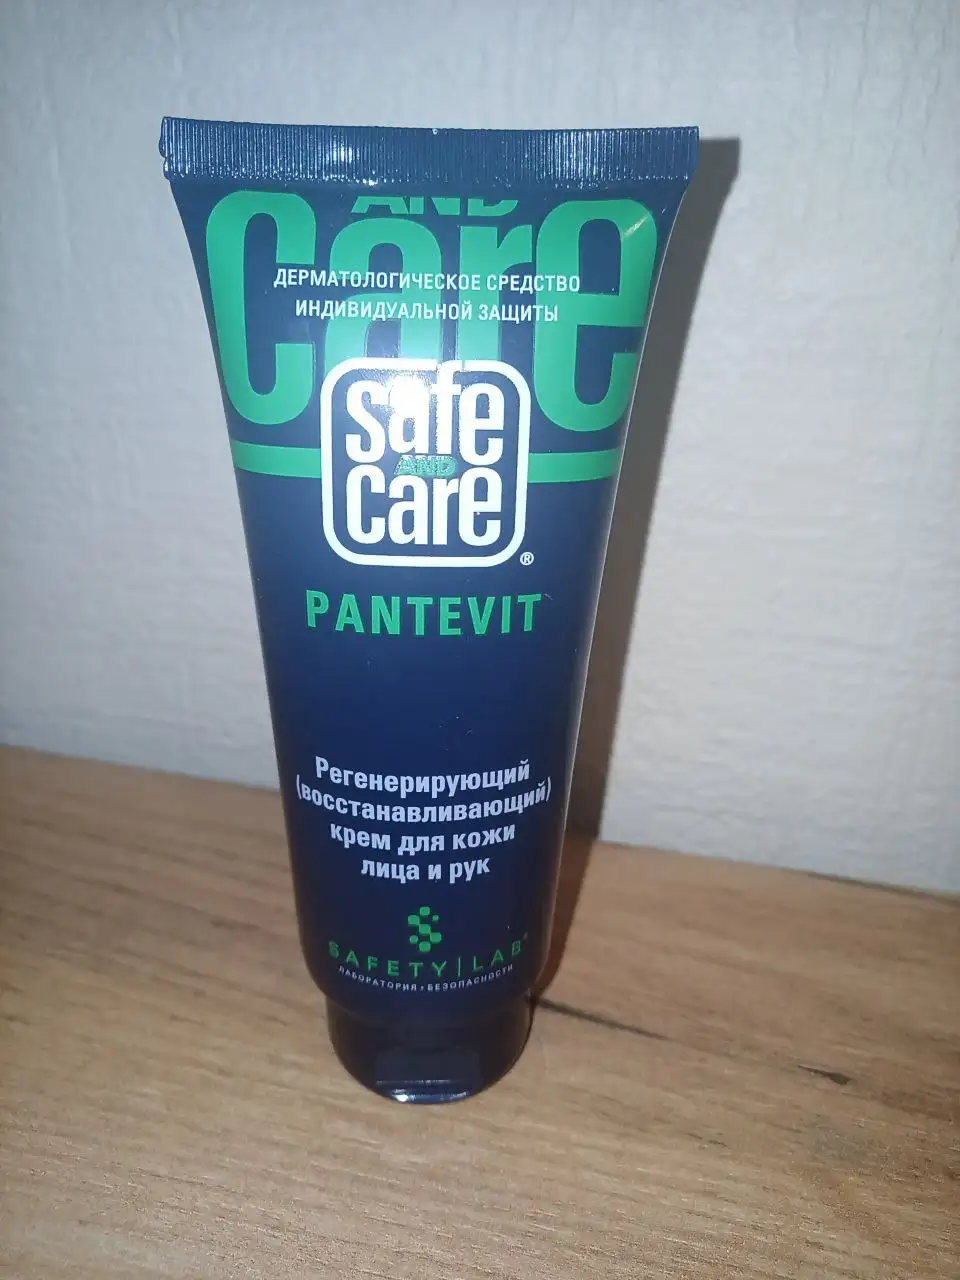 AND
care
ДЕРМАТОЛОГИЧЕСКОЕ СРЕДСТВО
ИНДИВИДУАЛЬНОЙ ЗАЩИТЫ
safe
AND
care®
PANTEVIT
Регенерирующий
(восстанавливающий)
крем для кожи
лица и рук
SAFETY|LAB®
ЛАБОРАТОРИЯ • БЕЗОПАСНОСТИ